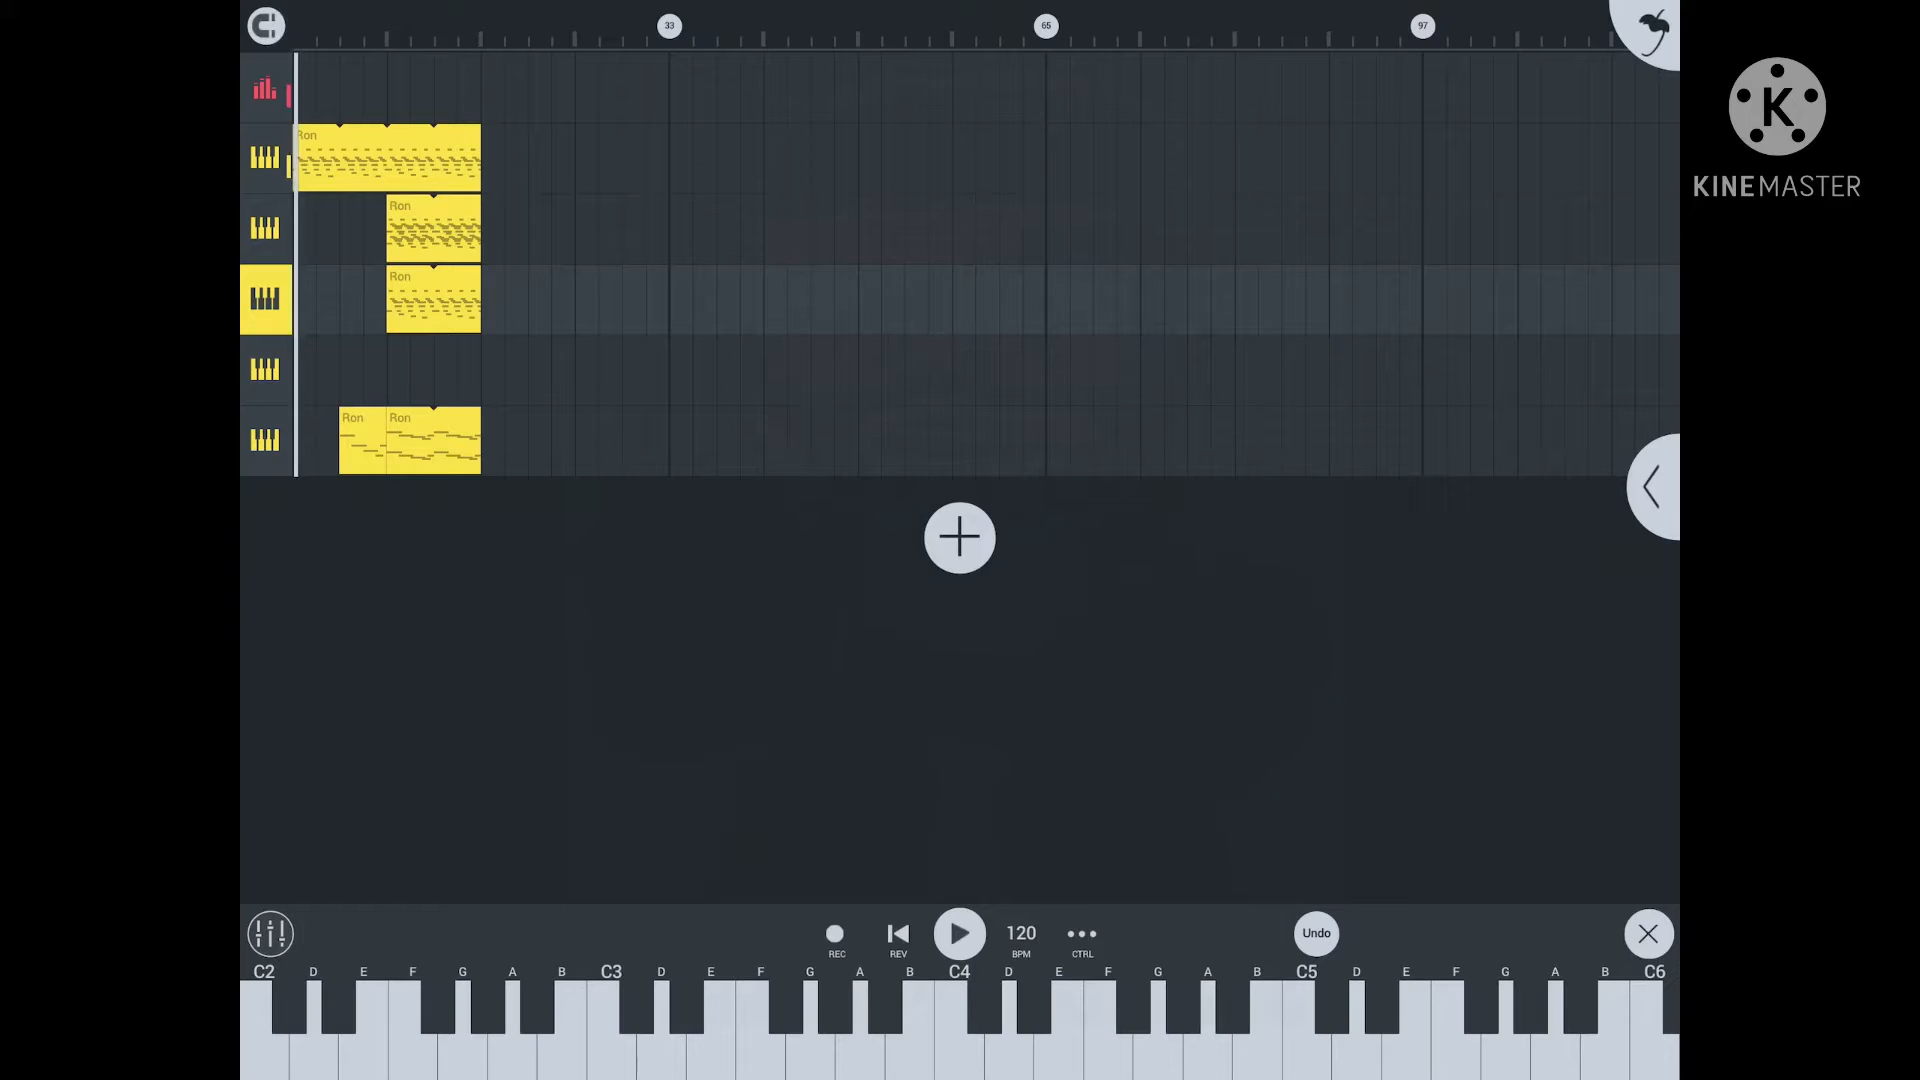 33 65 97
Ron
Ron
Ron
Ron Ron
K
KINEMASTER
120 Undo
REC REV BPM CTRL
C2 D E F G A B C3 D E F G A B C4 D E F G A B C5 D E F G A B C6